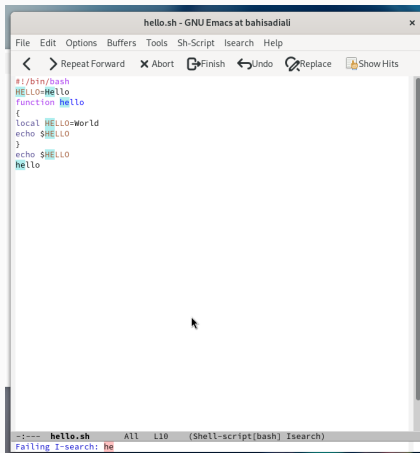 hello.sh - GNU Emacs at bahisadiali ×
File Edit Options Buffers Tools Sh-Script Isearch Help
Repeat Forward Abort Finish Undo Replace Show Hits
#!/bin/bash
HELLO=Hello
function hello
{
local HELLO=World
echo $HELLO
}
echo $HELLO
hello
-:--- hello.sh All L10 (Shell-script[bash] Isearch)
Failing I-search: he